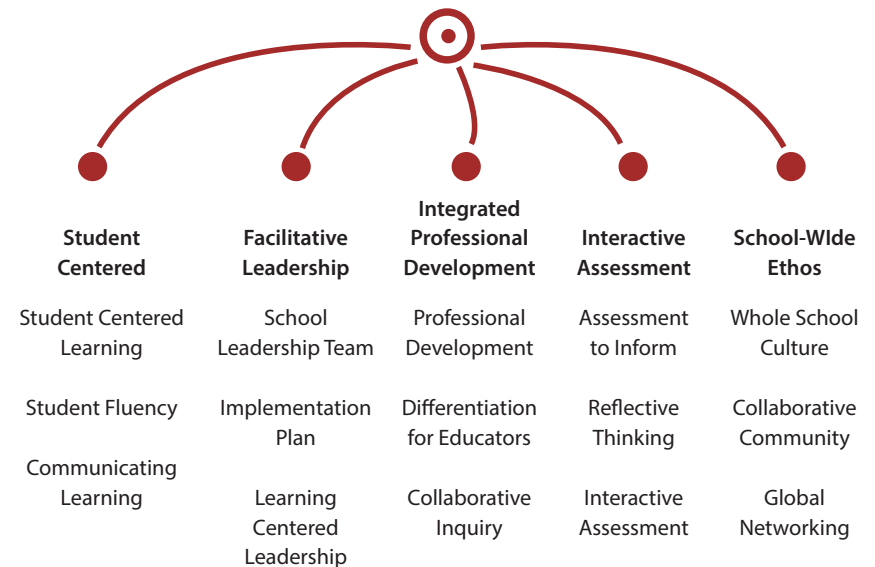 Student
Centered
Student Centered
Learning
Student Fluency
Communicating
Learning
Facilitative
Leadership
School
Leadership Team
Implementation
Plan
Learning
Centered
Leadership
Integrated
Professional
Development
Professional
Development
Differentiation
for Educators
Collaborative
Inquiry
Interactive
Assessment
Assessment
to Inform
Reflective
Thinking
Interactive
Assessment
School-WIde
Ethos
Whole School
Culture
Collaborative
Community
Global
Networking